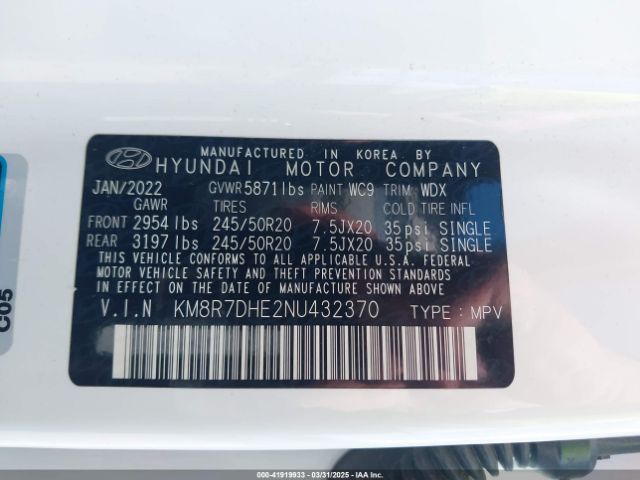 MANUFACTURED IN KOREA BY
HYUNDAI MOTOR COMPANY
JAN/2022 GVWR 5871lbs PAINT WC9 TRIM WDX
GAWR TIRES RIMS COLD TIRE INFL
FRONT 2954 lbs 245/50R20 7.5JX20 35psi SINGLE
REAR 3197 lbs 245/50R20 7.5JX20 35psi SINGLE
THIS VEHICLE CONFORMS TO ALL APPLICABLE U.S.A. FEDERAL
MOTOR VEHICLE SAFETY AND THEFT PREVENTION STANDARDS
IN EFFECT ON THE DATE OF MANUFACTURE SHOWN ABOVE
V.I.N KM8R7DHE2NU432370 TYPE : MPV
C05
000-41919933 - 03/31/2025 - IAA Inc.